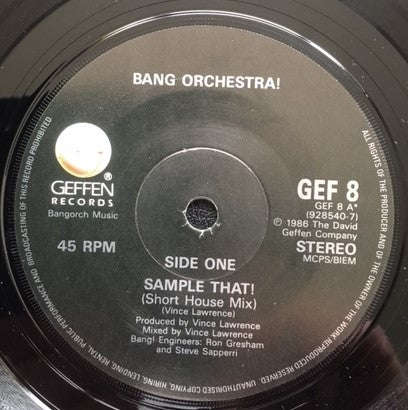 BANG ORCHESTRA!
GEFFEN
RECORDS
Bangorch Music
®
GEF 8
GEF 8 A*
(928540-7)
℗ 1986 The David
Geffen Company
STEREO
MCPS/BIEM
45 RPM
SIDE ONE
SAMPLE THAT!
(Short House Mix)
(Vince Lawrence)
Produced by Vince Lawrence
Mixed by Vince Lawrence
Bang! Engineers: Ron Gresham
and Steve Sapperri
ALL RIGHTS OF THE PRODUCER AND OF THE OWNER OF THE WORK REPRODUCED RESERVED. UNAUTHORISED COPYING, HIRING, LENDING, RENTAL, PUBLIC PERFORMANCE AND BROADCASTING OF THIS RECORD PROHIBITED